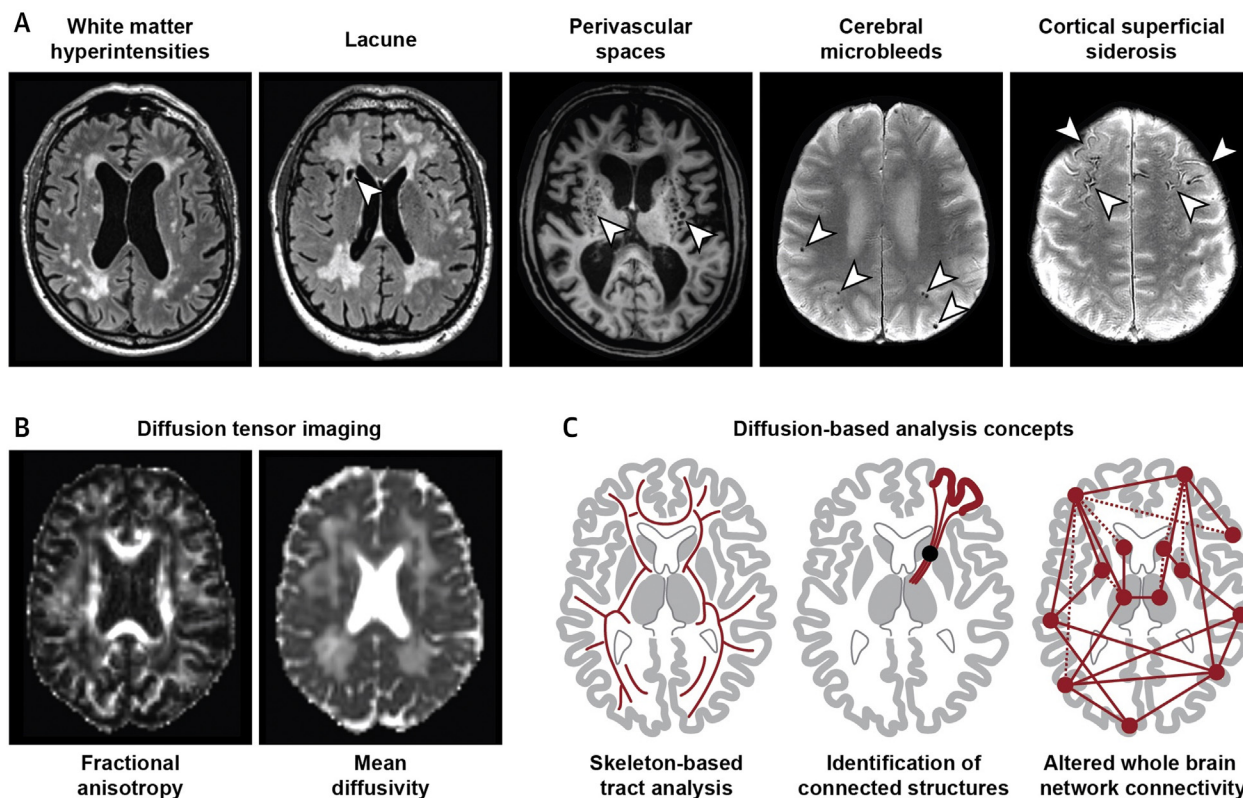 A
White matter
hyperintensities
Lacune
Perivascular
spaces
Cerebral
microbleeds
Cortical superficial
siderosis
B
Diffusion tensor imaging
Fractional
anisotropy
Mean
diffusivity
C
Diffusion-based analysis concepts
Skeleton-based
tract analysis
Identification of
connected structures
Altered whole brain
network connectivity